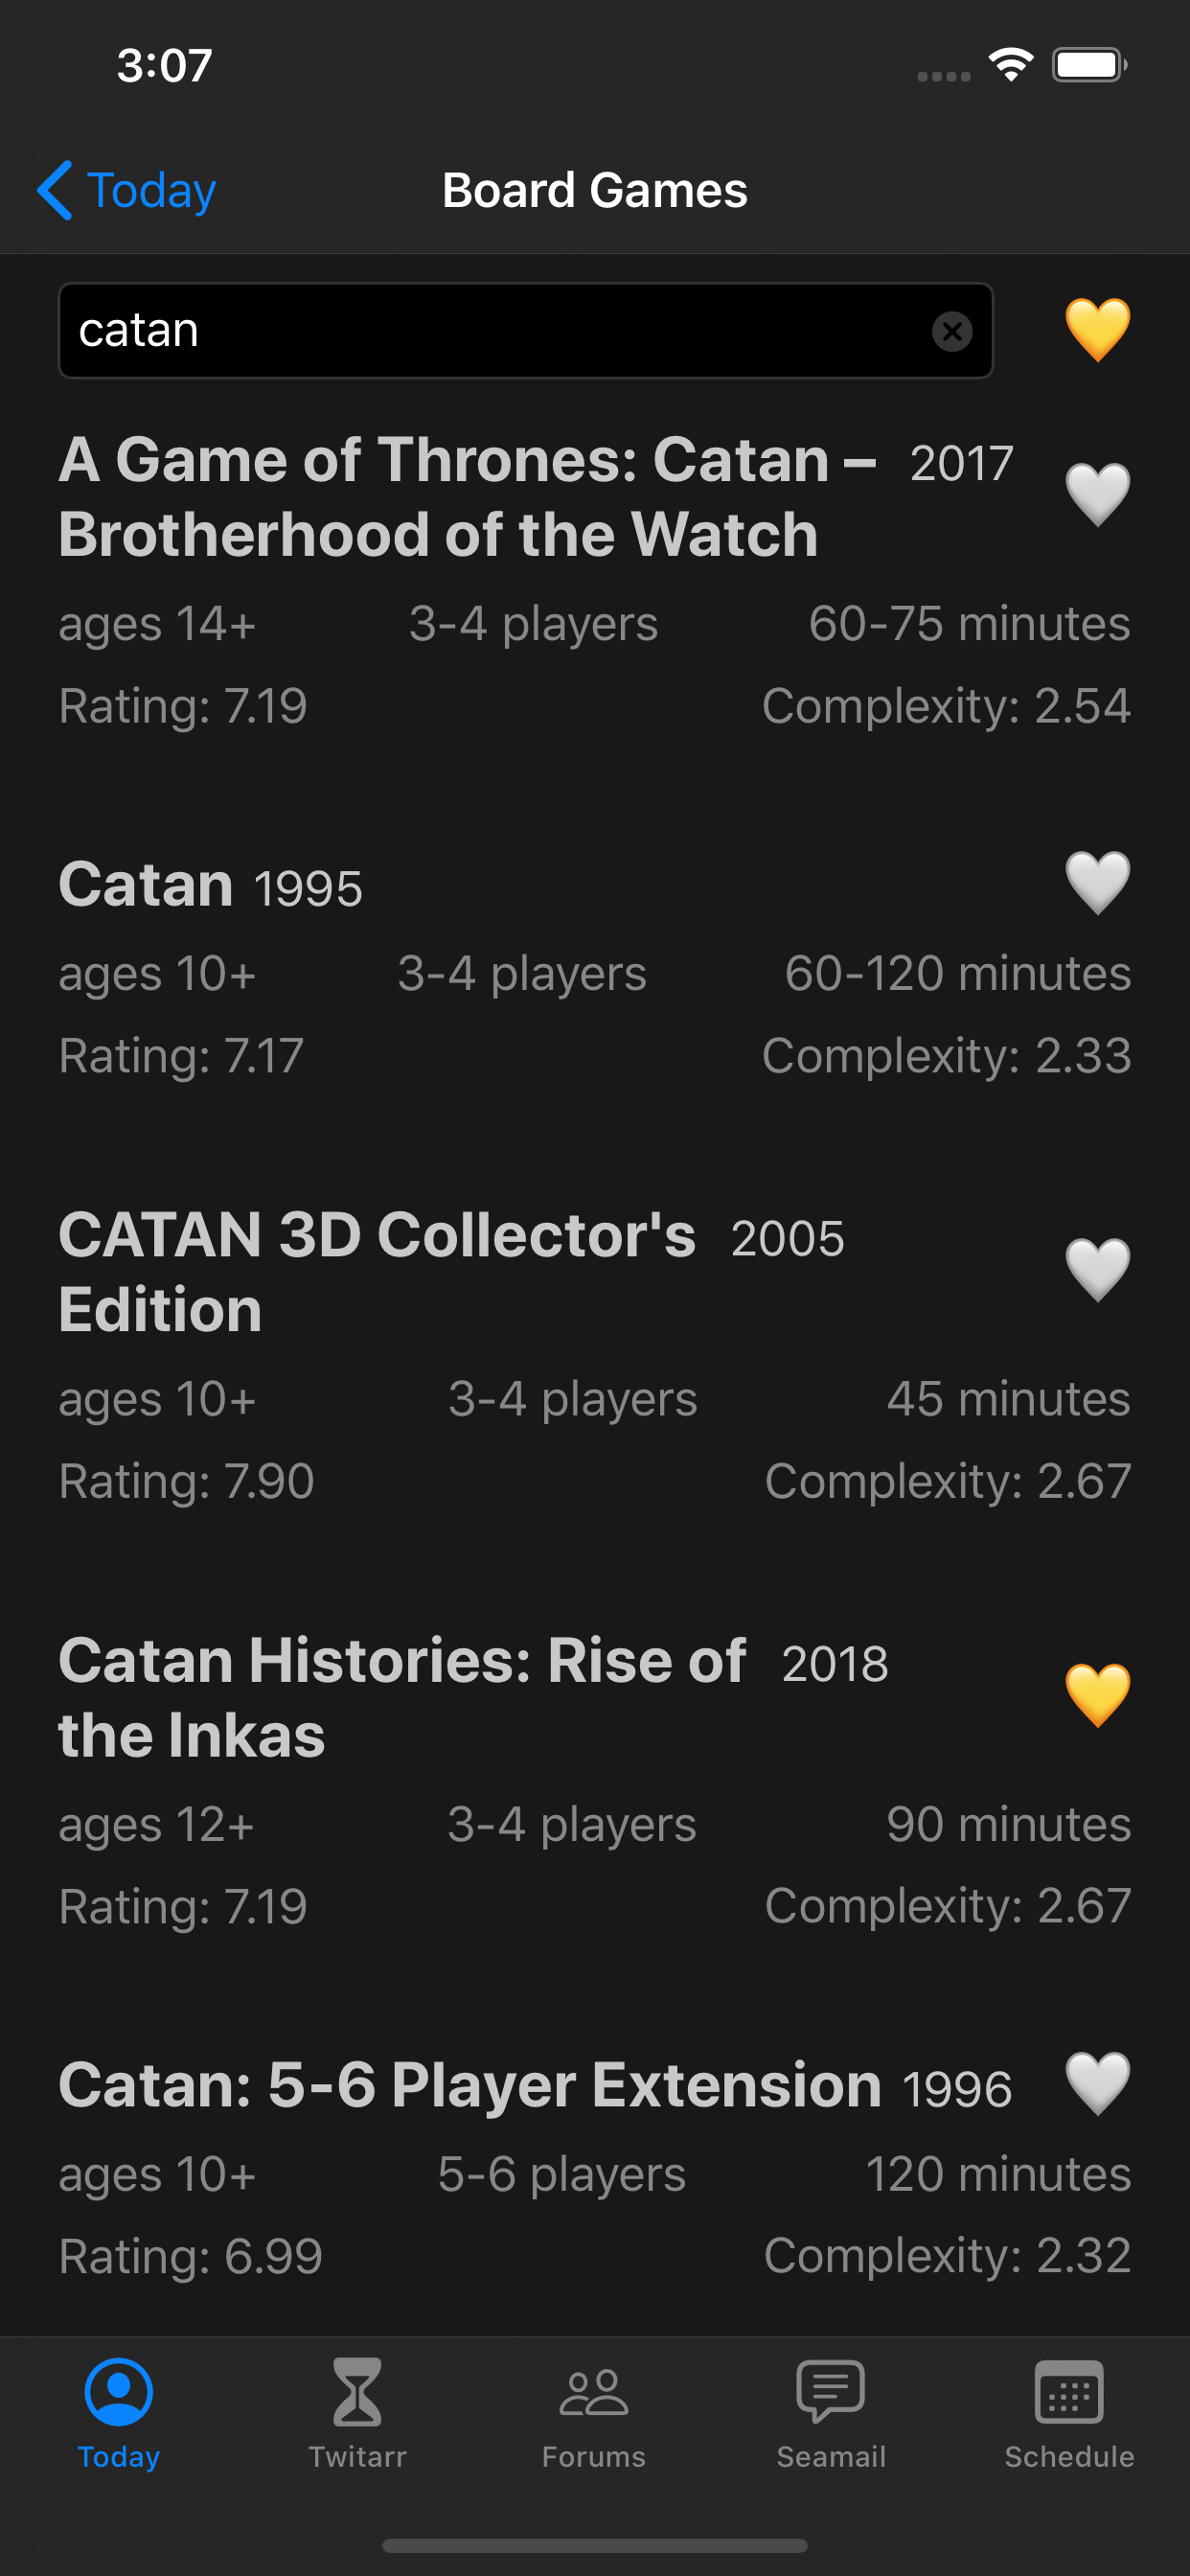 3:07
Today
Board Games
catan
A Game of Thrones: Catan – 2017
Brotherhood of the Watch
ages 14+ 3-4 players 60-75 minutes
Rating: 7.19 Complexity: 2.54
Catan 1995
ages 10+ 3-4 players 60-120 minutes
Rating: 7.17 Complexity: 2.33
CATAN 3D Collector's 2005
Edition
ages 10+ 3-4 players 45 minutes
Rating: 7.90 Complexity: 2.67
Catan Histories: Rise of 2018
the Inkas
ages 12+ 3-4 players 90 minutes
Rating: 7.19 Complexity: 2.67
Catan: 5-6 Player Extension 1996
ages 10+ 5-6 players 120 minutes
Rating: 6.99 Complexity: 2.32
Today Twitarr Forums Seamail Schedule